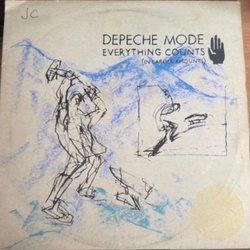 JC
DEPECHE MODE
EVERYTHING COUNTS
(IN LARGER AMOUNTS)